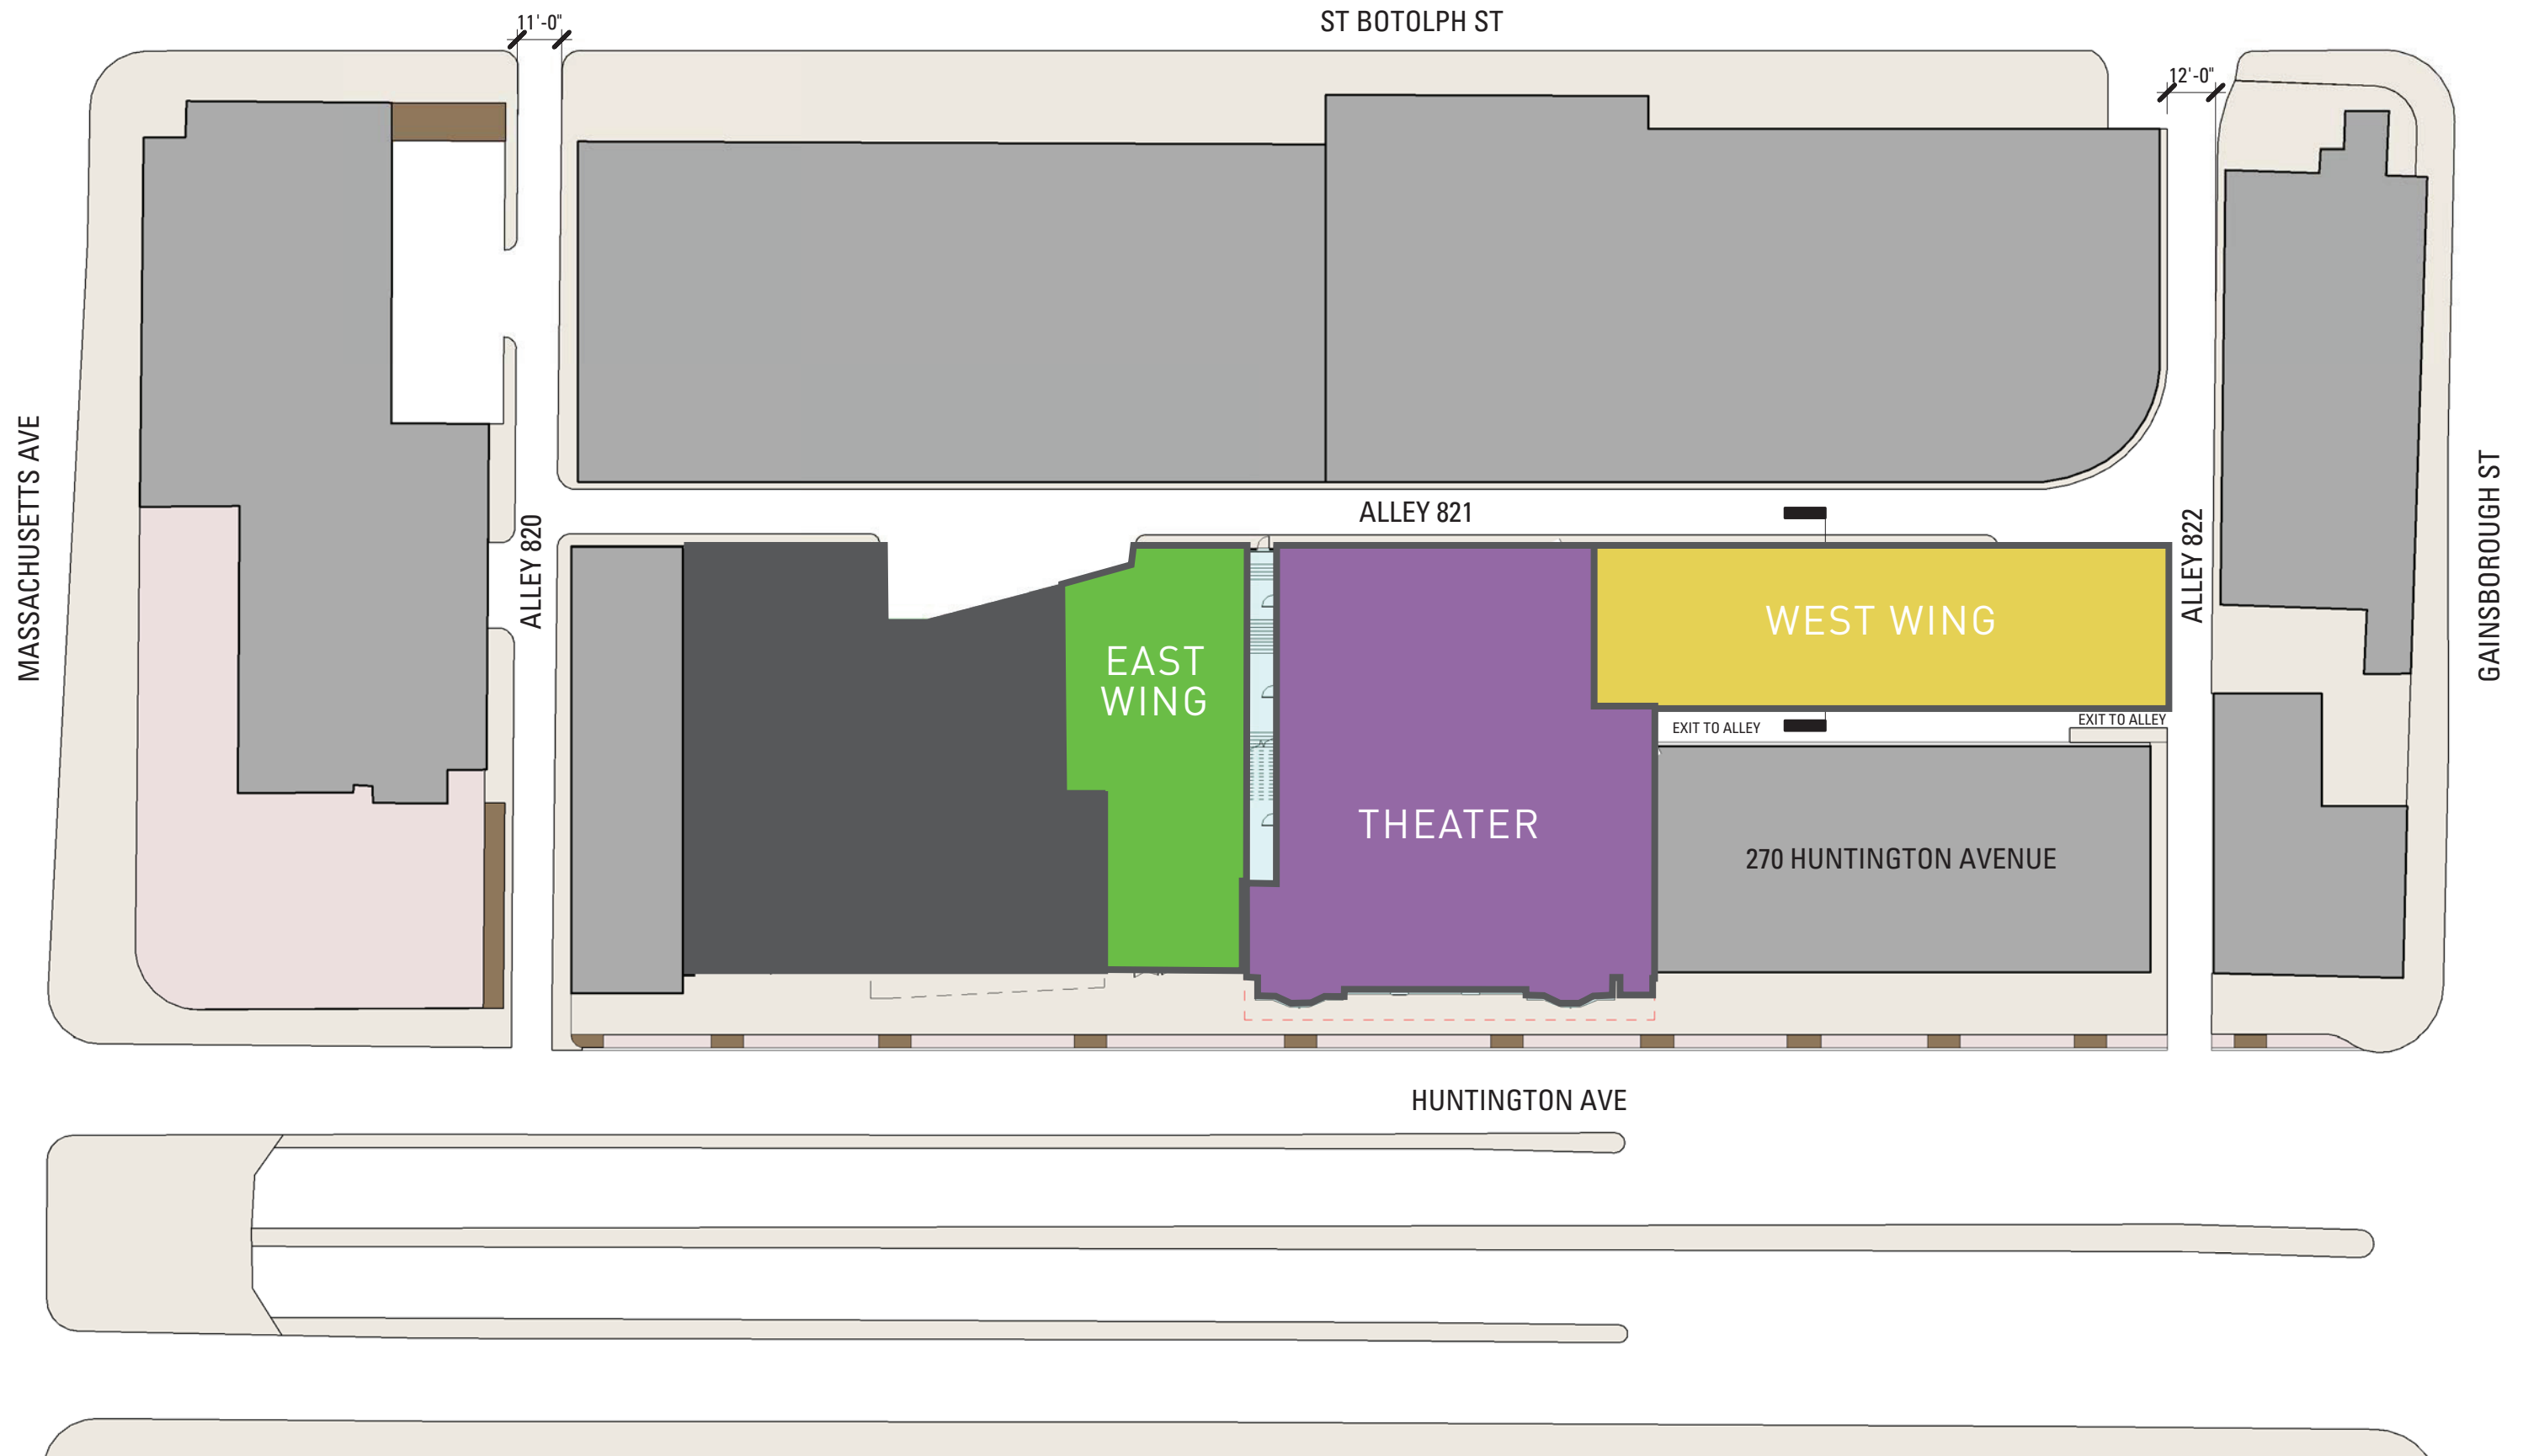 11'-0"
ST BOTOLPH ST
12'-0"
MASSACHUSETTS AVE
ALLEY 820
ALLEY 821
ALLEY 822
GAINSBOROUGH ST
EAST
WING
WEST WING
EXIT TO ALLEY
EXIT TO ALLEY
THEATER
270 HUNTINGTON AVENUE
HUNTINGTON AVE